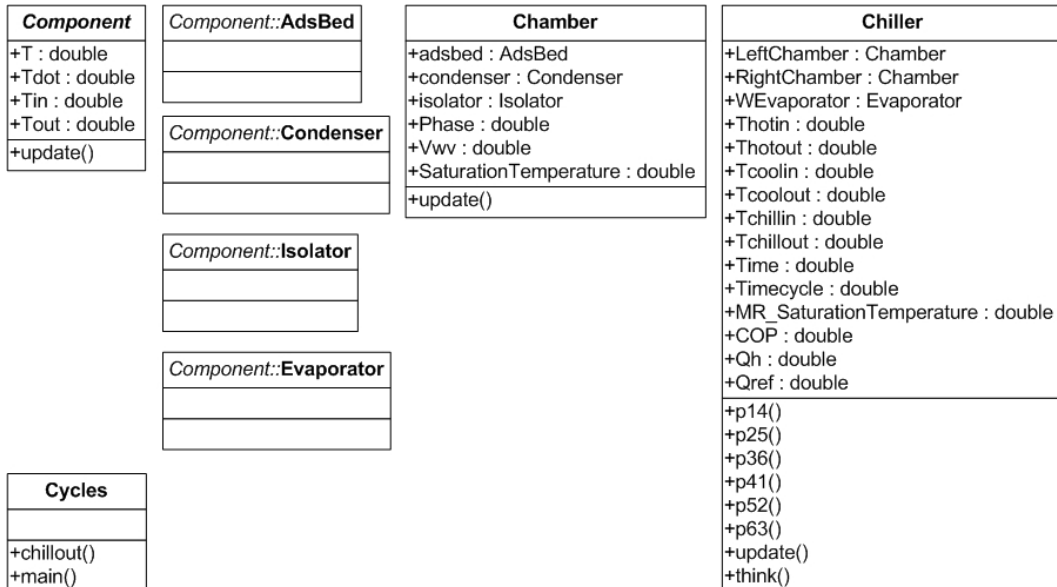 Component
+T : double
+Tdot : double
+Tin : double
+Tout : double
+update()
Component::AdsBed
Component::Condenser
Component::Isolator
Component::Evaporator
Cycles
+chillout()
+main()
Chamber
+adsbed : AdsBed
+condenser : Condenser
+isolator : Isolator
+Phase : double
+Vwv : double
+SaturationTemperature : double
+update()
Chiller
+LeftChamber : Chamber
+RightChamber : Chamber
+WEvaporator : Evaporator
+Thotin : double
+Thotout : double
+Tcoolin : double
+Tcoolout : double
+Tchillin : double
+Tchillout : double
+Time : double
+Timecycle : double
+MR_SaturationTemperature : double
+COP : double
+Qh : double
+Qref : double
+p14()
+p25()
+p36()
+p41()
+p52()
+p63()
+update()
+think()